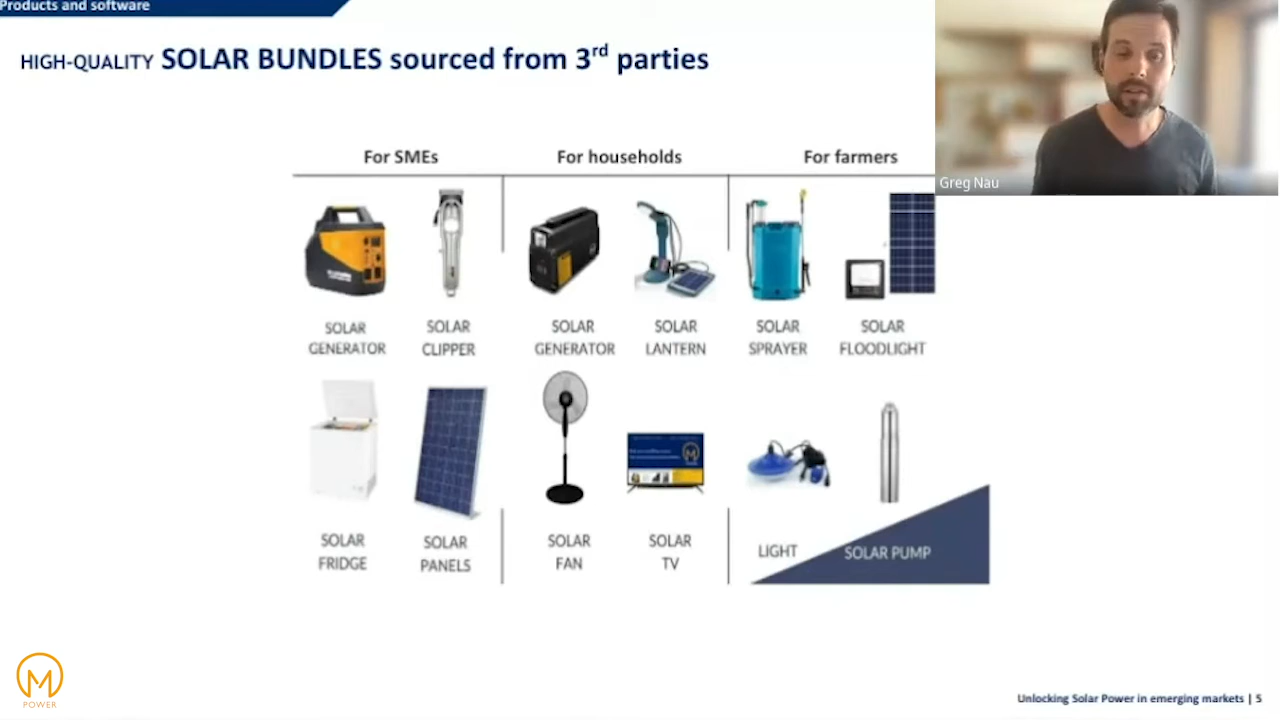 Products and software
HIGH-QUALITY SOLAR BUNDLES sourced from 3rd parties
Greg Nau
For SMEs
For households
For farmers
SOLAR GENERATOR
SOLAR CLIPPER
SOLAR GENERATOR
SOLAR LANTERN
SOLAR SPRAYER
SOLAR FLOODLIGHT
SOLAR FRIDGE
SOLAR PANELS
SOLAR FAN
SOLAR TV
LIGHT
SOLAR PUMP
M
POWER
Unlocking Solar Power in emerging markets | 5